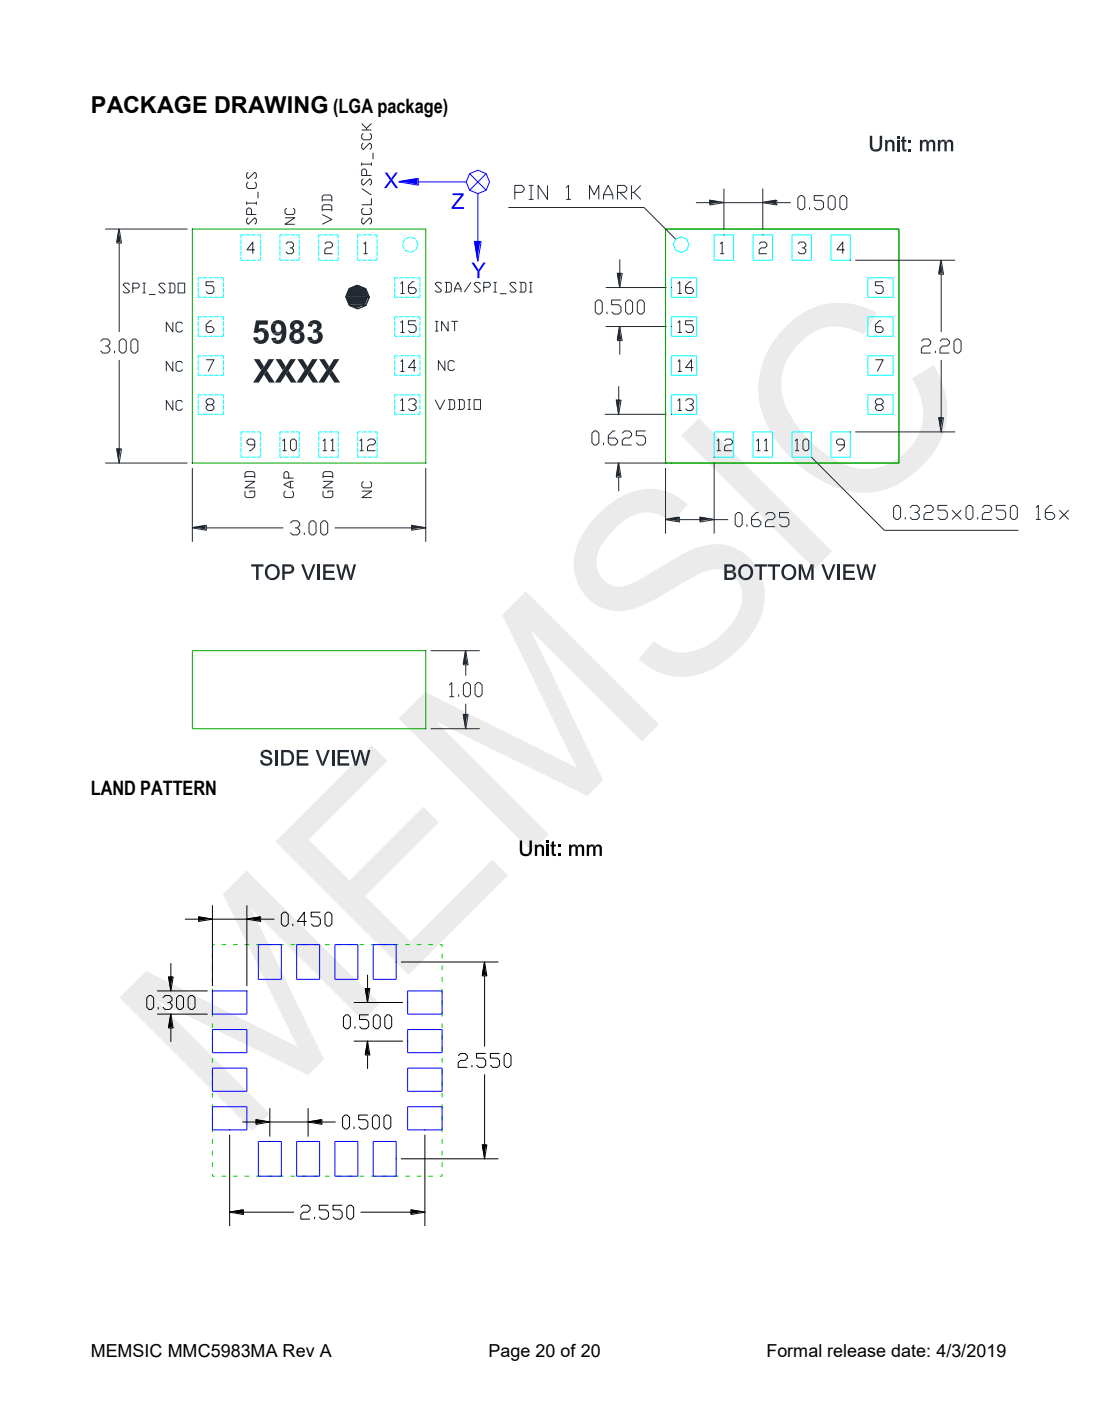 PACKAGE DRAWING (LGA package)
Unit: mm
SPI_CS
NC
VDD
SCL/SPI_SCK
X
Z
Y
PIN 1 MARK
0.500
4 3 2 1
1 2 3 4
SPI_SDO 5
16 SDA/SPI_SDI
NC 6
15 INT
NC 7
14 NC
NC 8
13 VDDIO
5983
XXXX
3.00
9 10 11 12
GND
CAP
GND
NC
3.00
TOP VIEW
16 5
0.500
15 6
14 7
2.20
13 8
0.625
12 11 10 9
0.625
0.325x0.250 16x
BOTTOM VIEW
1.00
SIDE VIEW
LAND PATTERN
Unit: mm
0.450
0.300
0.500
2.550
0.500
2.550
MEMSIC
MEMSIC MMC5983MA Rev A
Page 20 of 20
Formal release date: 4/3/2019